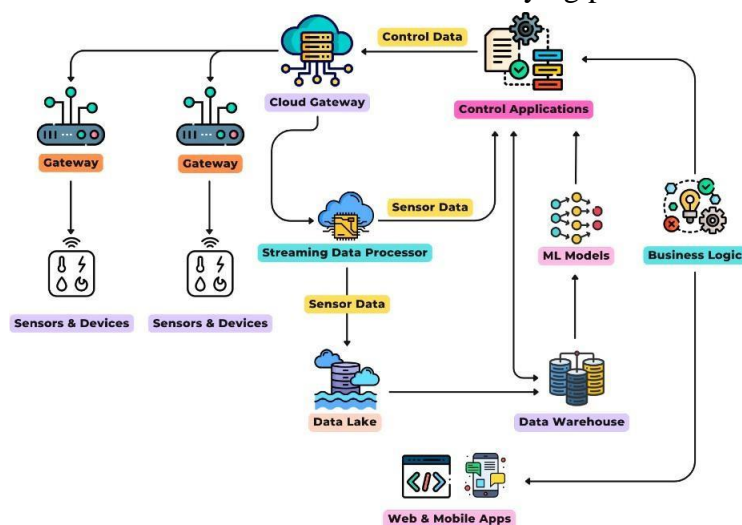 Control Data
Cloud Gateway
Control Applications
Gateway
Gateway
Sensor Data
Streaming Data Processor
ML Models
Business Logic
Sensor Data
Sensors & Devices
Sensors & Devices
Data Lake
Data Warehouse
</>
Web & Mobile Apps